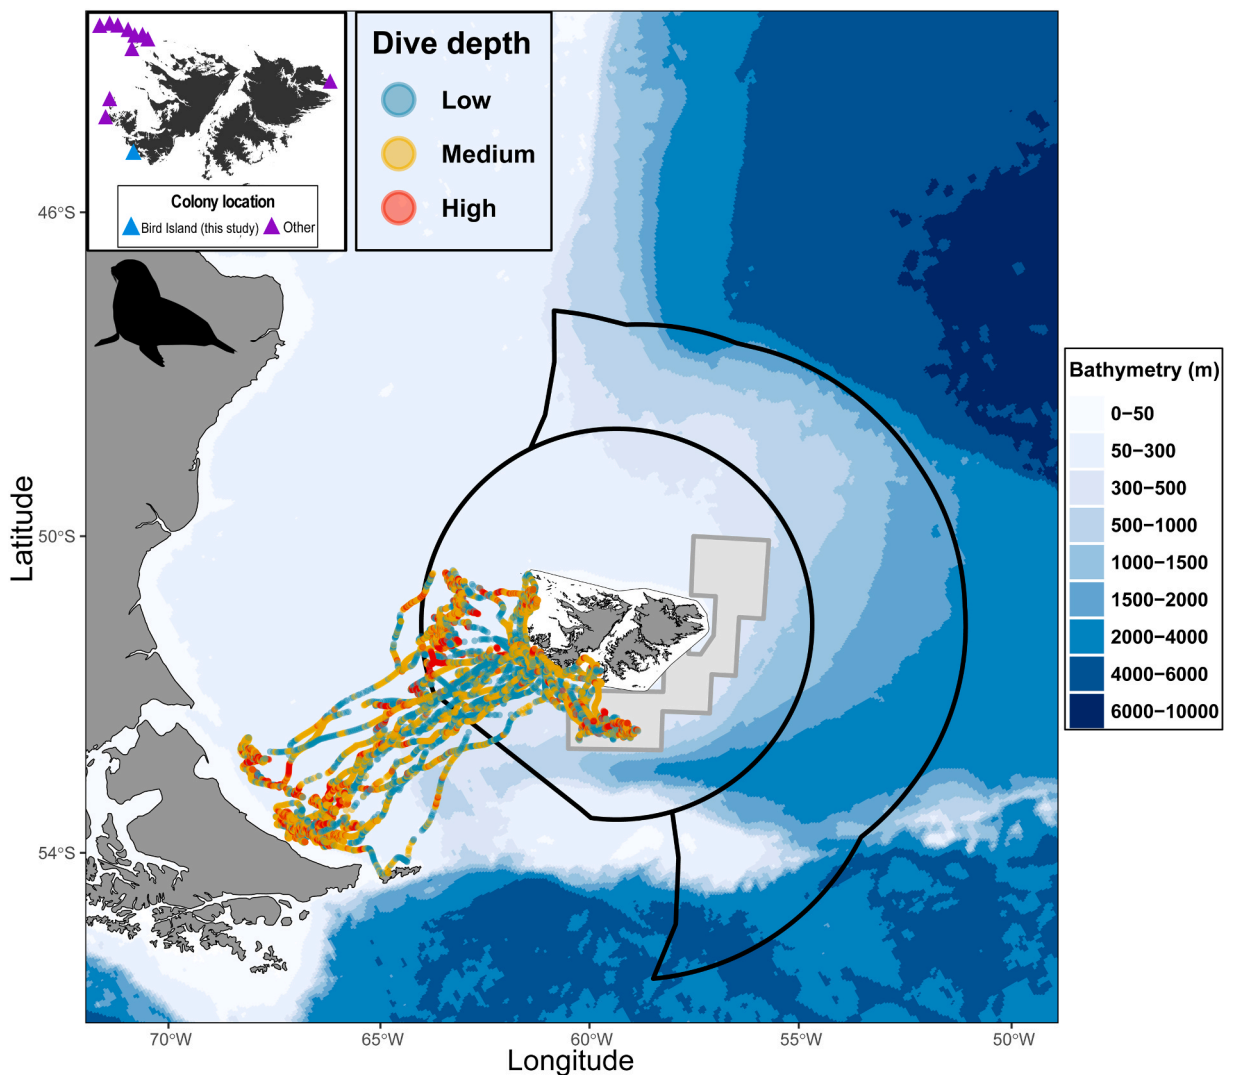 Colony location
Bird Island (this study) Other
Dive depth
Low
Medium
High
46°S
50°S
54°S
Latitude
70°W 65°W 60°W 55°W 50°W
Longitude
Bathymetry (m)
0−50
50−300
300−500
500−1000
1000−1500
1500−2000
2000−4000
4000−6000
6000−10000